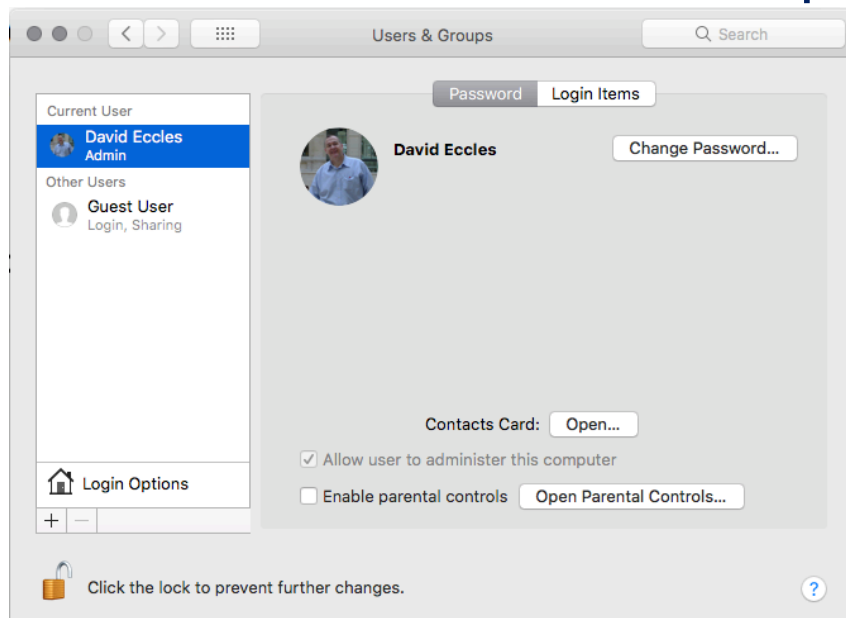 Users & Groups
Search
Password
Login Items
Current User
David Eccles
Admin
Other Users
Guest User
Login, Sharing
Login Options
+ −
David Eccles
Change Password...
Contacts Card:
Open...
Allow user to administer this computer
Enable parental controls
Open Parental Controls...
Click the lock to prevent further changes.
?